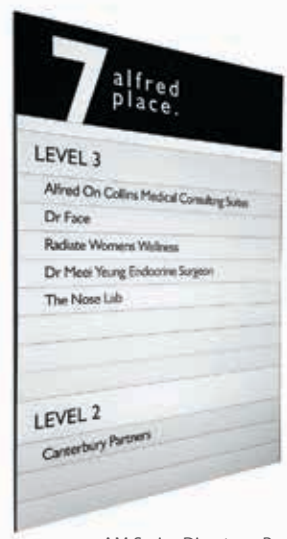 7 alfred
place.
LEVEL 3
Alfred On Collins Medical Consulting Suites
Dr Face
Radiate Womens Wellness
Dr Meei Yeung Endocrine Surgeon
The Nose Lab
LEVEL 2
Canterbury Partners